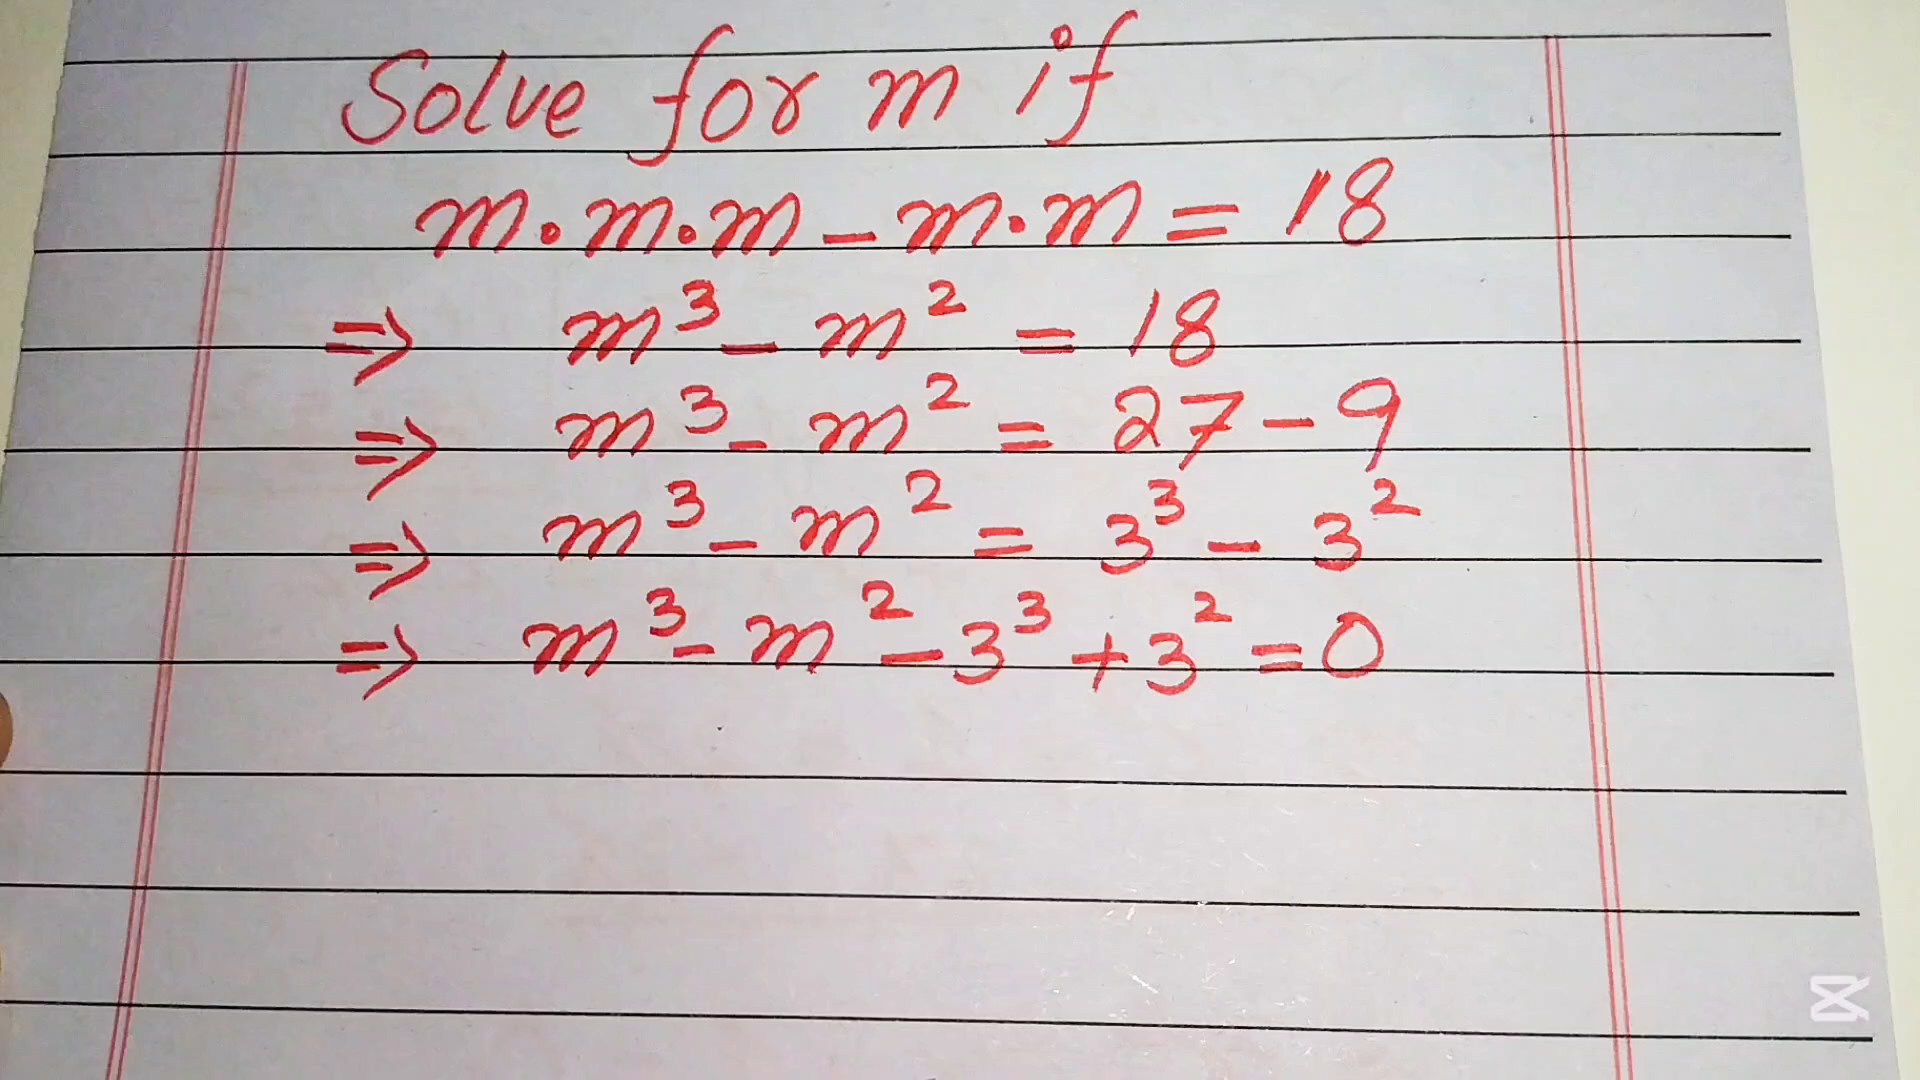 Solve for m if
m·m·m - m·m = 18
⇒ m³ - m² = 18
⇒ m³ - m² = 27 - 9
⇒ m³ - m² = 3³ - 3²
⇒ m³ - m² - 3³ + 3² = 0